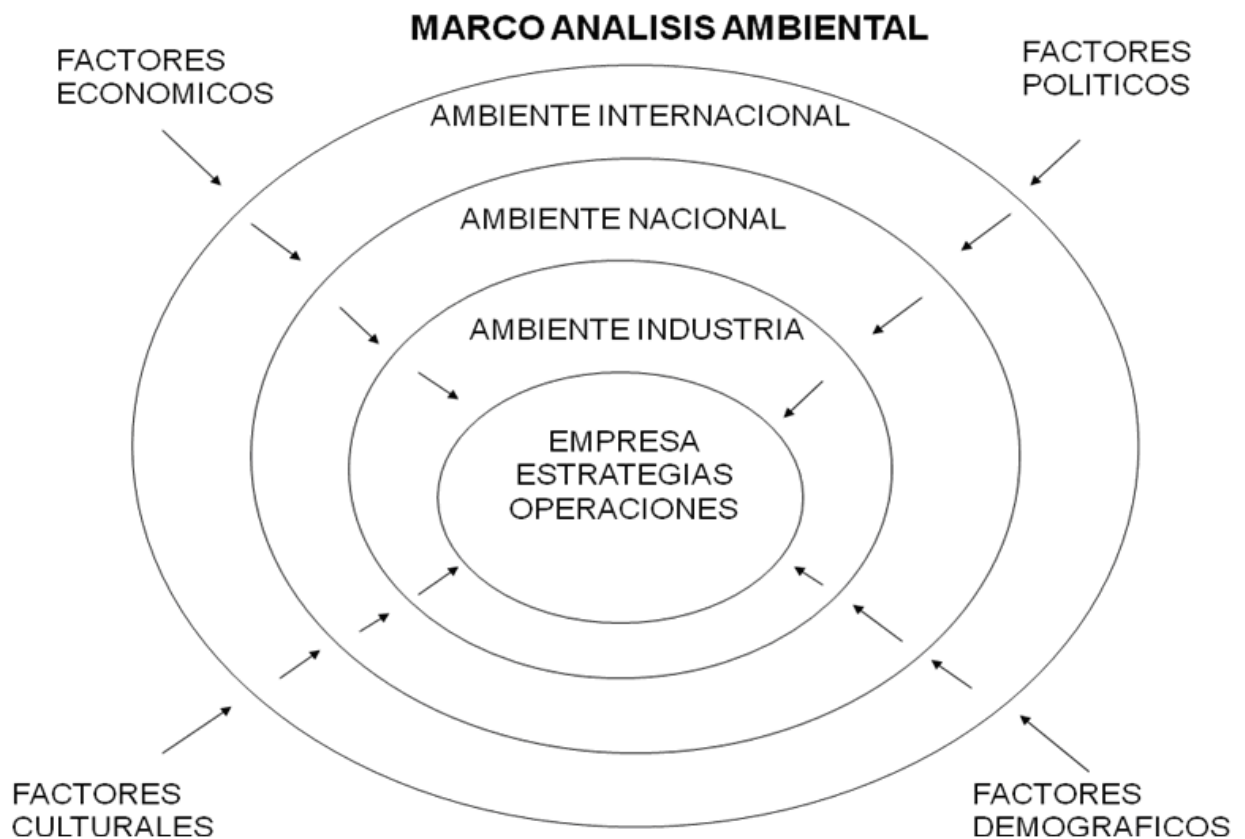 MARCO ANALISIS AMBIENTAL
FACTORES
ECONOMICOS
FACTORES
POLITICOS
AMBIENTE INTERNACIONAL
AMBIENTE NACIONAL
AMBIENTE INDUSTRIA
EMPRESA
ESTRATEGIAS
OPERACIONES
FACTORES
CULTURALES
FACTORES
DEMOGRAFICOS